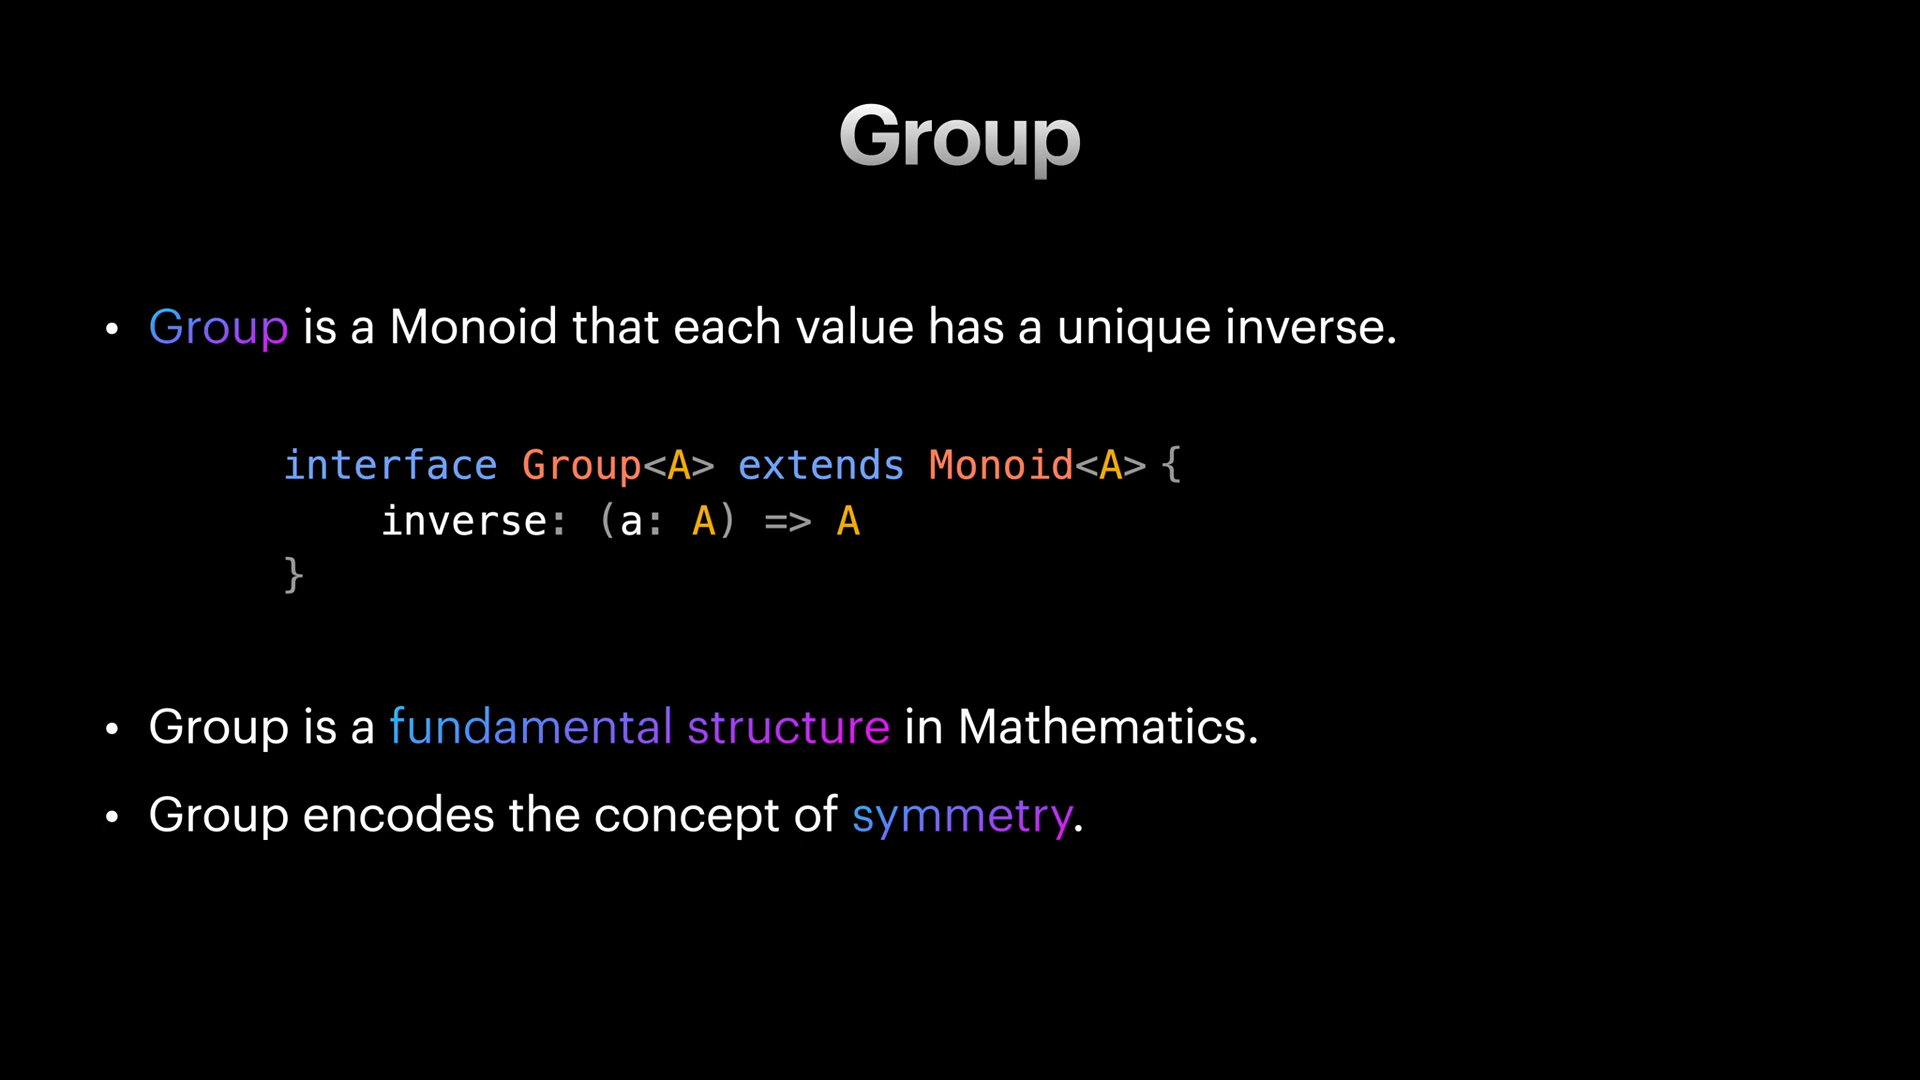 Group
• Group is a Monoid that each value has a unique inverse.
interface Group<A> extends Monoid<A> {
    inverse: (a: A) => A
}
• Group is a fundamental structure in Mathematics.
• Group encodes the concept of symmetry.